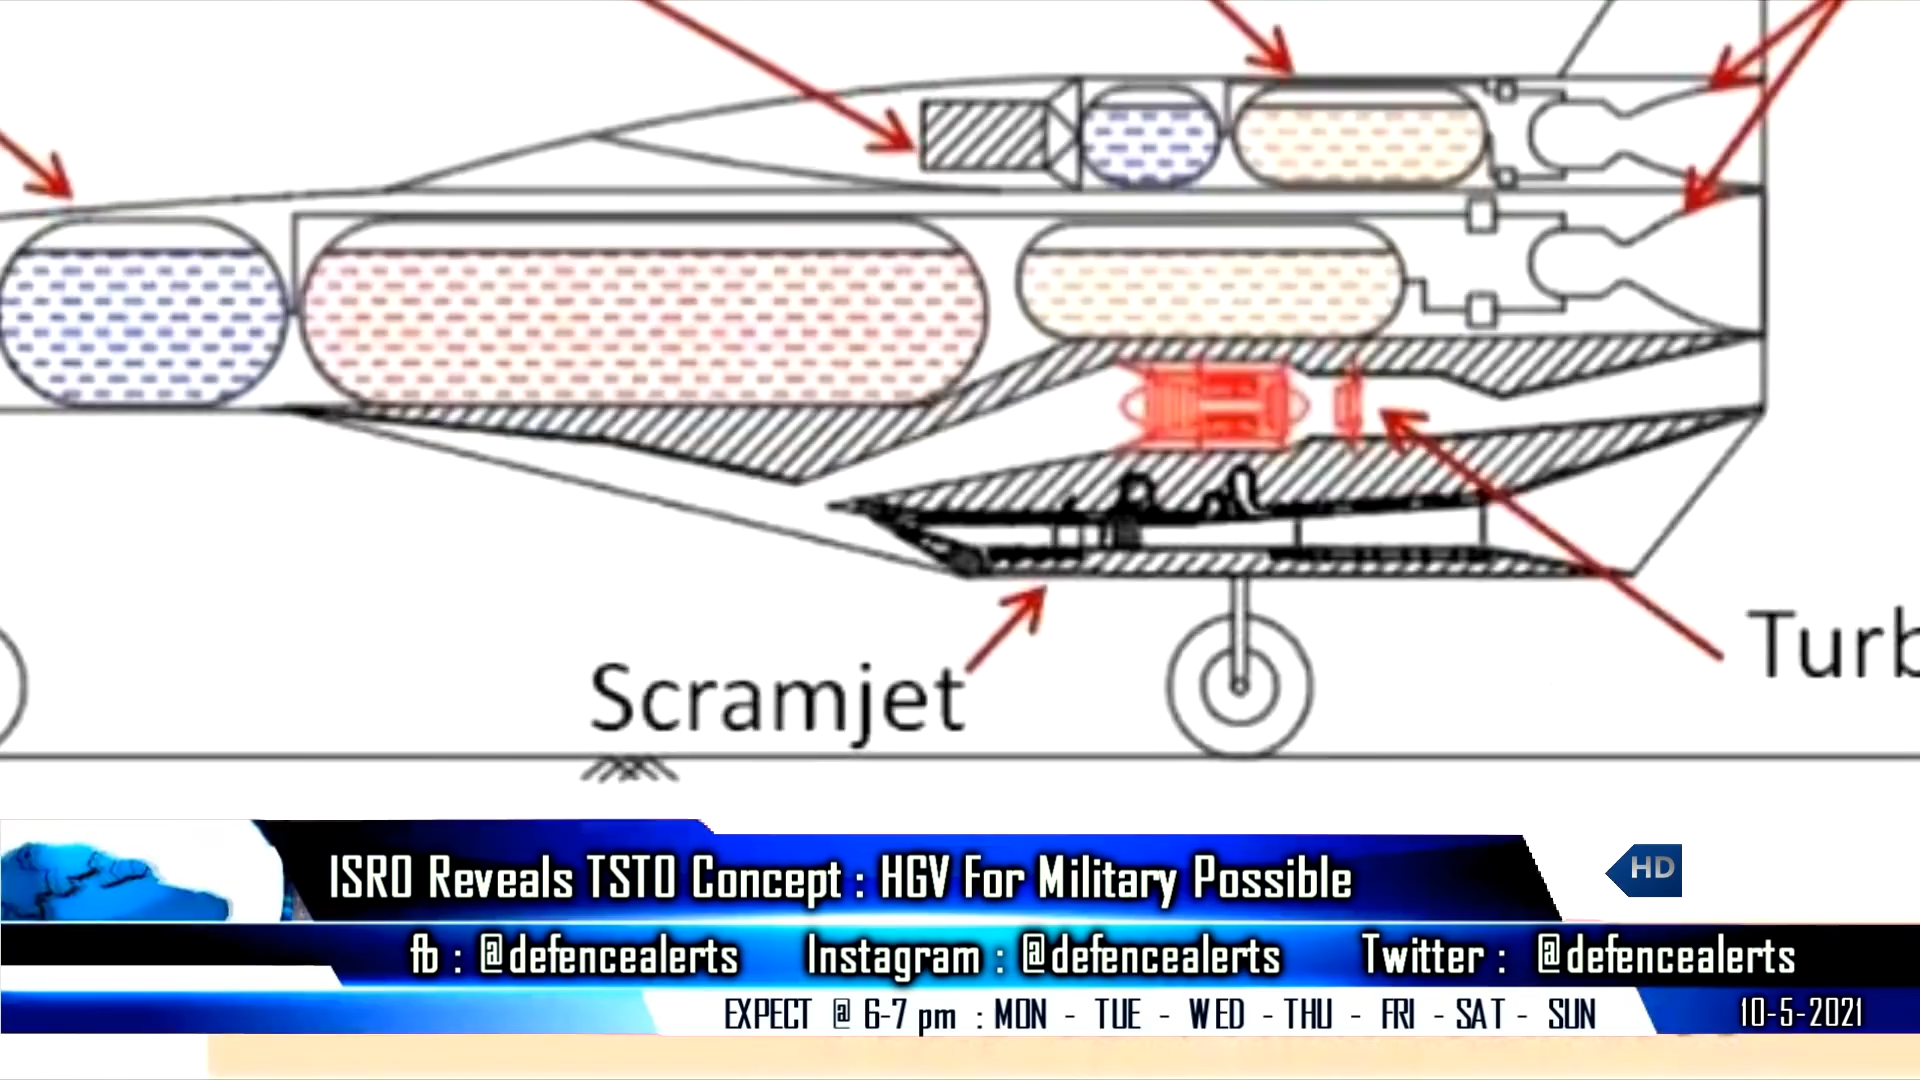 Scramjet
Turb
ISRO Reveals TSTO Concept : HGV For Military Possible
HD
fb : @defencealerts Instagram : @defencealerts Twitter : @defencealerts
EXPECT @ 6-7 pm : MON - TUE - WED - THU - FRI - SAT - SUN
10-5-2021